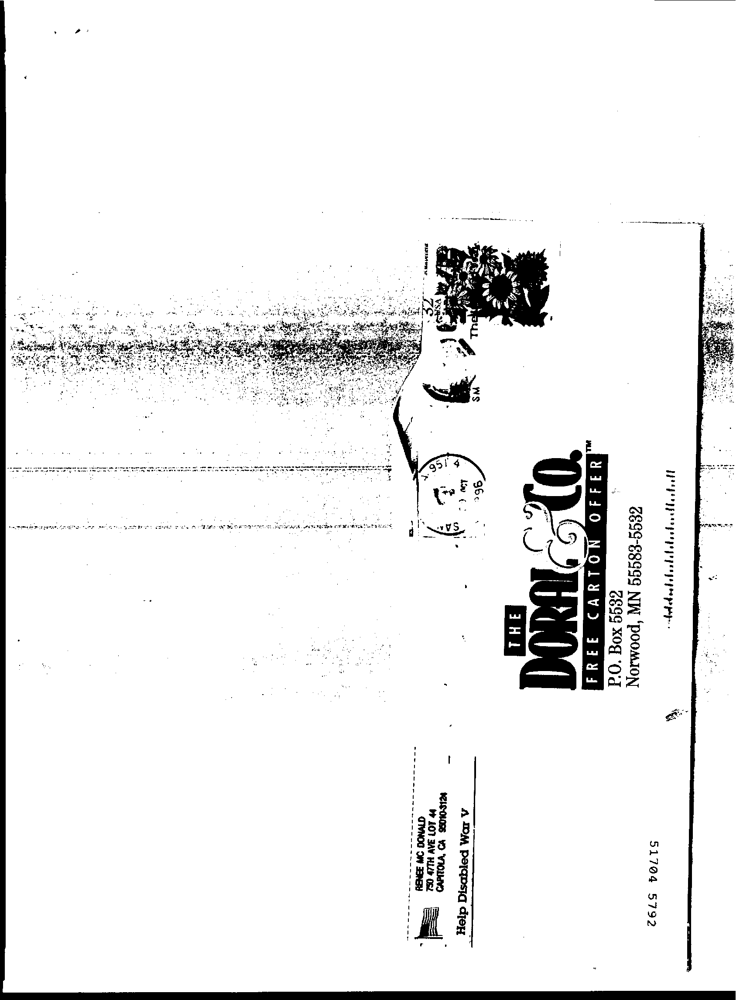 RENEE MC DONALD
750 47TH AVE LOT 44
CAPITOLA, CA 95010-3124
Help Disabled War V
951 4
OCT
96
SM
32
USA
THE
DORAL & CO.™
FREE CARTON OFFER
P.O. Box 5532
Norwood, MN 55583-5532
51704 5792